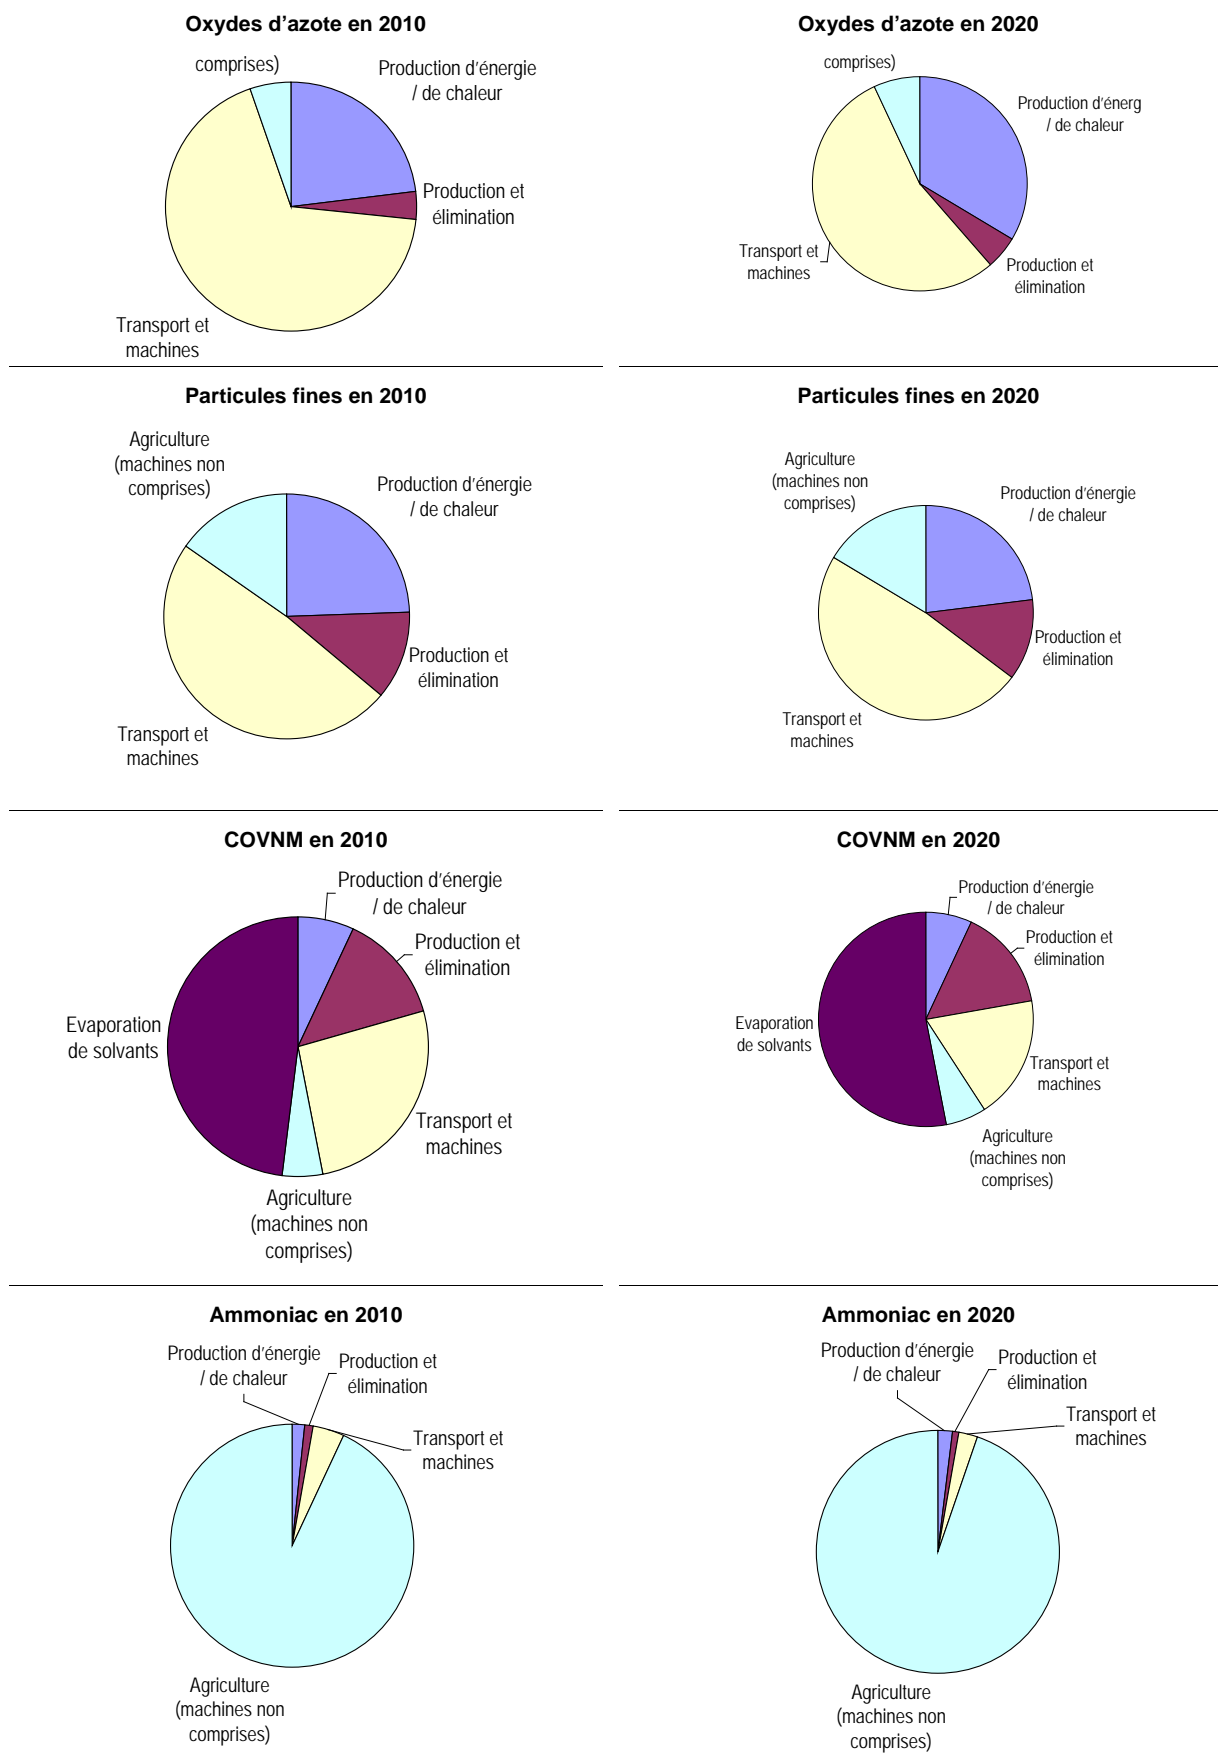 Oxydes d'azote en 2010
comprises)
Production d'énergie
/ de chaleur
Production et
élimination
Transport et
machines
Oxydes d'azote en 2020
comprises)
Production d'énerg
/ de chaleur
Transport et
machines
Production et
élimination
Particules fines en 2010
Agriculture
(machines non
comprises)
Production d'énergie
/ de chaleur
Production et
élimination
Transport et
machines
Particules fines en 2020
Agriculture
(machines non
comprises)
Production d'énergie
/ de chaleur
Production et
élimination
Transport et
machines
COVNM en 2010
Production d'énergie
/ de chaleur
Production et
élimination
Evaporation
de solvants
Transport et
machines
Agriculture
(machines non
comprises)
COVNM en 2020
Production d'énergie
/ de chaleur
Production et
élimination
Evaporation
de solvants
Transport et
machines
Agriculture
(machines non
comprises)
Ammoniac en 2010
Production d'énergie
/ de chaleur
Production et
élimination
Transport et
machines
Agriculture
(machines non
comprises)
Ammoniac en 2020
Production d'énergie
/ de chaleur
Production et
élimination
Transport et
machines
Agriculture
(machines non
comprises)